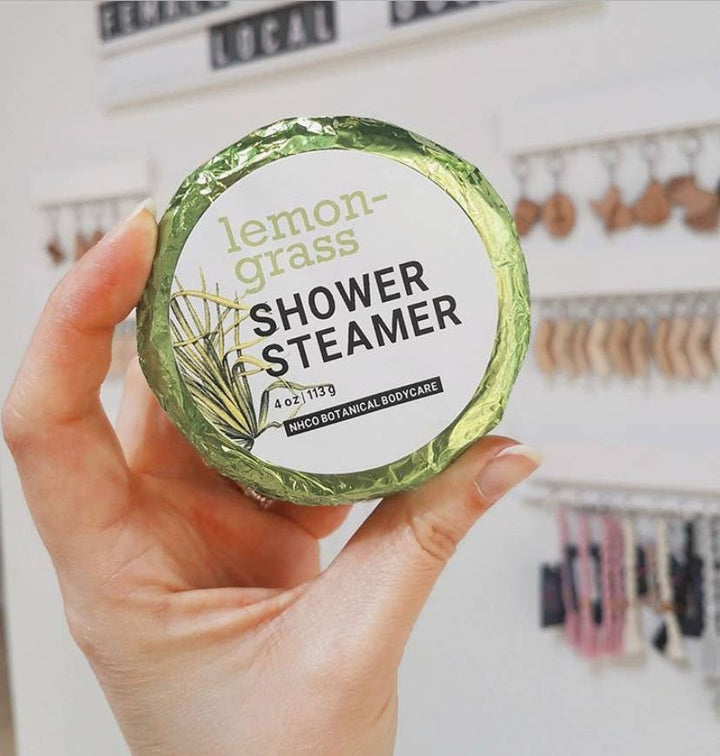 LOCAL
lemon-
grass
SHOWER
STEAMER
4 oz | 113 g
NHCO BOTANICAL BODYCARE